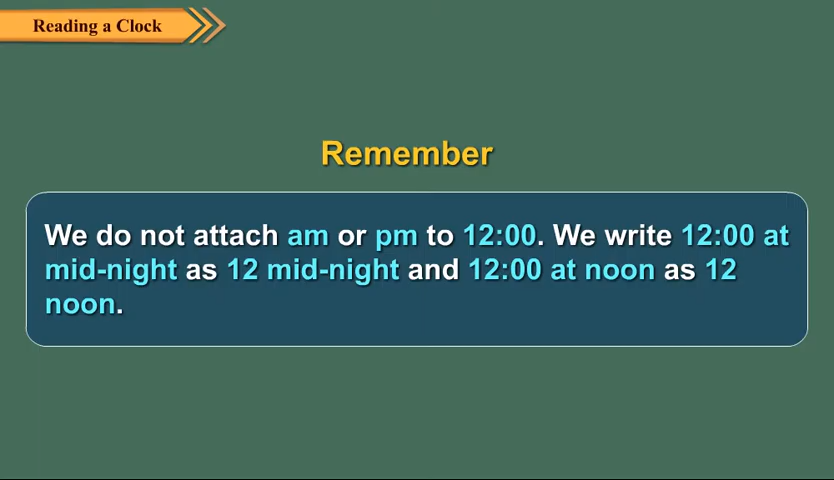 Reading a Clock
Remember
We do not attach am or pm to 12:00. We write 12:00 at
mid-night as 12 mid-night and 12:00 at noon as 12
noon.